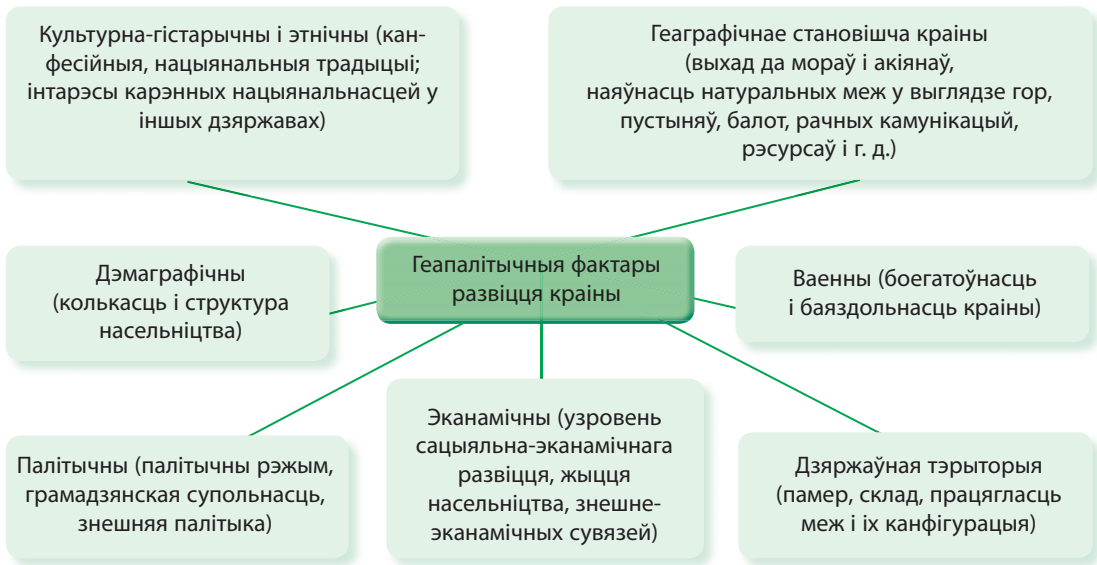 Культурна-гістарычны і этнічны (кан-
фесійныя, нацыянальныя традыцыі;
інтарэсы карэнных нацыянальнасцей у
іншых дзяржавах)
Геаграфічнае становішча краіны
(выхад да мораў і акіянаў,
наяўнасць натуральных меж у выглядзе гор,
пустыняў, балот, рачных камунікацый,
рэсурсаў і г. д.)
Дэмаграфічны
(колькасць і структура
насельніцтва)
Геапалітычныя фактары
развіцця краіны
Ваенны (боегатоўнасць
і баяздольнасць краіны)
Палітычны (палітычны рэжым,
грамадзянская супольнасць,
знешняя палітыка)
Эканамічны (узровень
сацыяльна-эканамічнага
развіцця, жыцця
насельніцтва, знешне-
эканамічных сувязей)
Дзяржаўная тэрыторыя
(памер, склад, працягласць
меж і іх канфігурацыя)